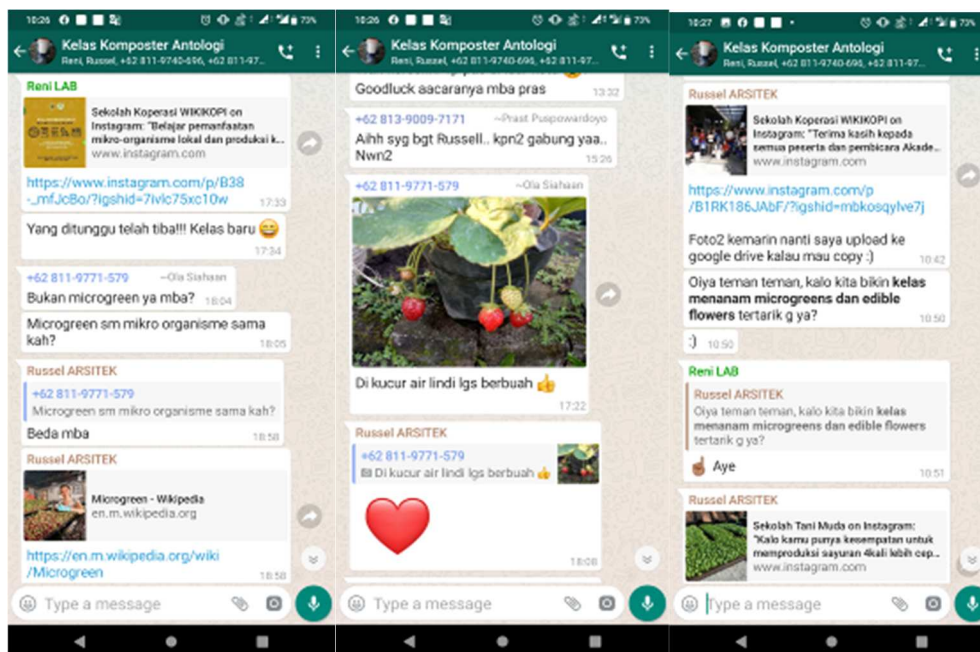 10:26
73%
Kelas Komposter Antologi
Reni, Russel, +62 811-9740-696, +62 811-97...
Reni LAB
Sekolah Koperasi WIKIKOPI on
Instagram: "Belajar pemanfaatan
mikro-organisme lokal dan produksi k...
www.instagram.com
https://www.instagram.com/p/B38
-_mfJcBo/?igshid=7ivlc75xc10w
17:33
Yang ditunggu telah tiba!!! Kelas baru 😄
17:34
+62 811-9771-579
~Ola Siahaan
Bukan microgreen ya mba?
18:04
Microgreen sm mikro organisme sama
kah?
18:05
Russel ARSITEK
+62 811-9771-579
Microgreen sm mikro organisme sama kah?
Beda mba
18:58
Russel ARSITEK
Microgreen - Wikipedia
en.m.wikipedia.org
https://en.m.wikipedia.org/wiki
/Microgreen
18:58
Type a message
10:26
73%
Kelas Komposter Antologi
Reni, Russel, +62 811-9740-696, +62 811-97...
Goodluck aacaranya mba pras
13:32
+62 813-9009-7171
~Prast Puspowardoyo
Aihh syg bgt Russell.. kpn2 gabung yaa..
Nwn2
15:26
+62 811-9771-579
~Ola Siahaan
Di kucur air lindi lgs berbuah 👍
17:22
Russel ARSITEK
+62 811-9771-579
Di kucur air lindi lgs berbuah 👍
❤️
18:08
Type a message
10:27
73%
Kelas Komposter Antologi
Reni, Russel, +62 811-9740-696, +62 811-97...
Russel ARSITEK
Sekolah Koperasi WIKIKOPI on
Instagram: "Terima kasih kepada
semua peserta dan pembicara Akade...
www.instagram.com
https://www.instagram.com/p
/B1RK186JAbF/?igshid=mbkosqylve7j
Foto2 kemarin nanti saya upload ke
google drive kalau mau copy :)
10:42
Oiya teman teman, kalo kita bikin kelas
menanam microgreens dan edible
flowers tertarik g ya?
10:50
:)
10:50
Reni LAB
Russel ARSITEK
Oiya teman teman, kalo kita bikin kelas
menanam microgreens dan edible flowers
tertarik g ya?
☝🏾 Aye
10:51
Russel ARSITEK
Sekolah Tani Muda on Instagram:
"Kalo kamu punya kesempatan untuk
memproduksi sayuran 4kali lebih cep...
www.instagram.com
Type a message